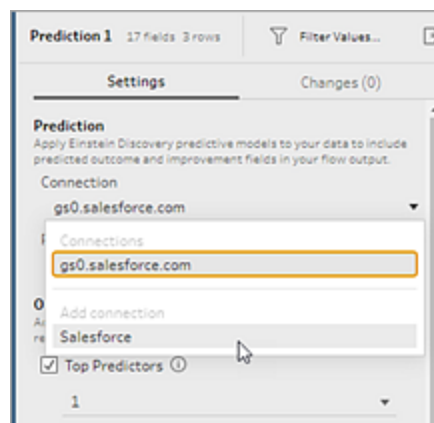 Prediction 1 17 fields 3 rows Filter Values...
Settings Changes (0)
Prediction
Apply Einstein Discovery predictive models to your data to include
predicted outcome and improvement fields in your flow output.
Connection
gs0.salesforce.com
Connections
gs0.salesforce.com
Add connection
Salesforce
Top Predictors
1